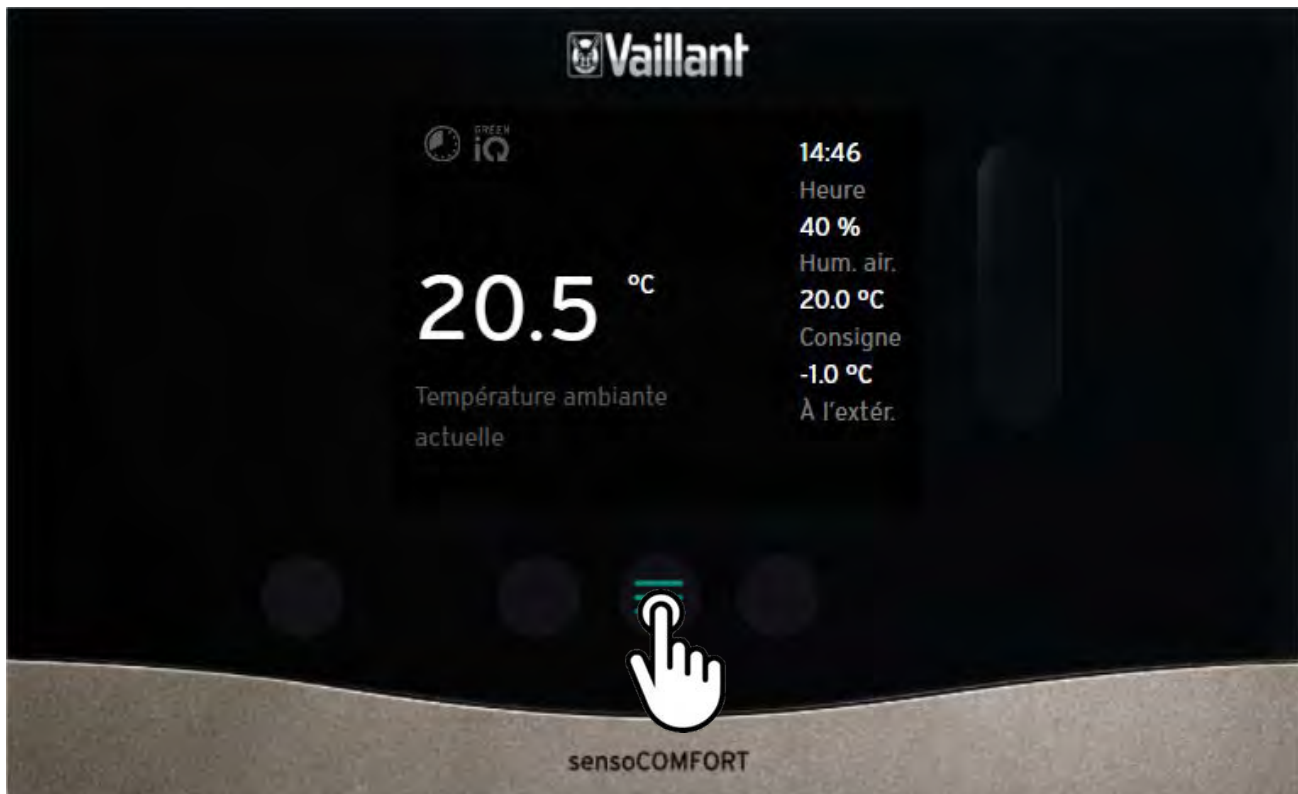 Vaillant
GREEN
iQ
20.5 °C
Température ambiante
actuelle
14:46
Heure
40 %
Hum. air.
20.0 °C
Consigne
-1.0 °C
À l'extér.
sensoCOMFORT